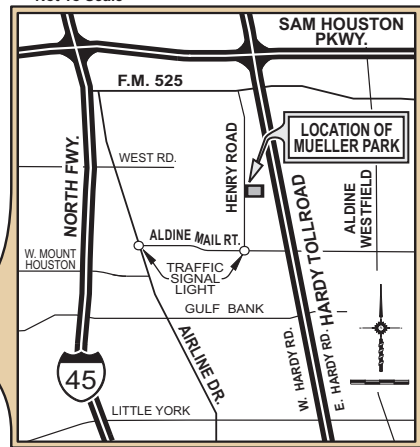 Not To Scale
SAM HOUSTON
PKWY.
F.M. 525
LOCATION OF
MUELLER PARK
NORTH FWY.
WEST RD.
HENRY ROAD
HARDY TOLLROAD
ALDINE
WESTFIELD
ALDINE MAIL RT.
W. MOUNT
HOUSTON
TRAFFIC
SIGNAL
LIGHT
GULF BANK
AIRLINE DR.
W. HARDY RD.
E. HARDY RD.
45
LITTLE YORK